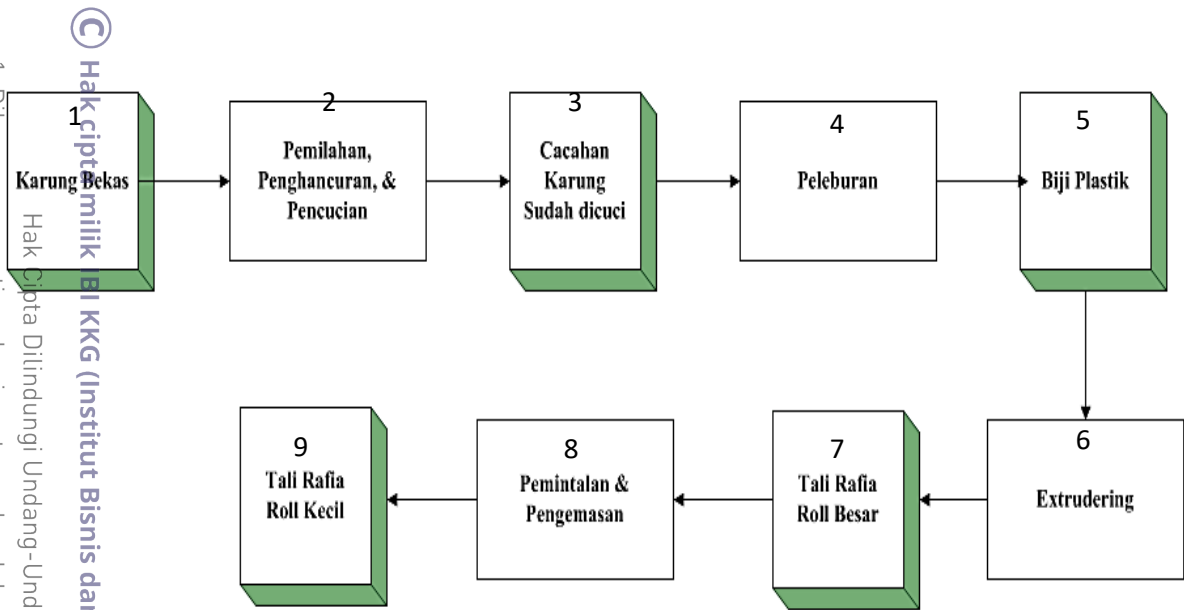 1
Karung Bekas
2
Pemilahan,
Penghancuran, &
Pencucian
3
Cacahan
Karung
Sudah dicuci
4
Peleburan
5
Biji Plastik
6
Extrudering
7
Tali Rafia
Roll Besar
8
Pemintalan &
Pengemasan
9
Tali Rafia
Roll Kecil
© Hak cipta milik IBI KKG (Institut Bisnis dan
Hak Cipta Dilindungi Undang-Und